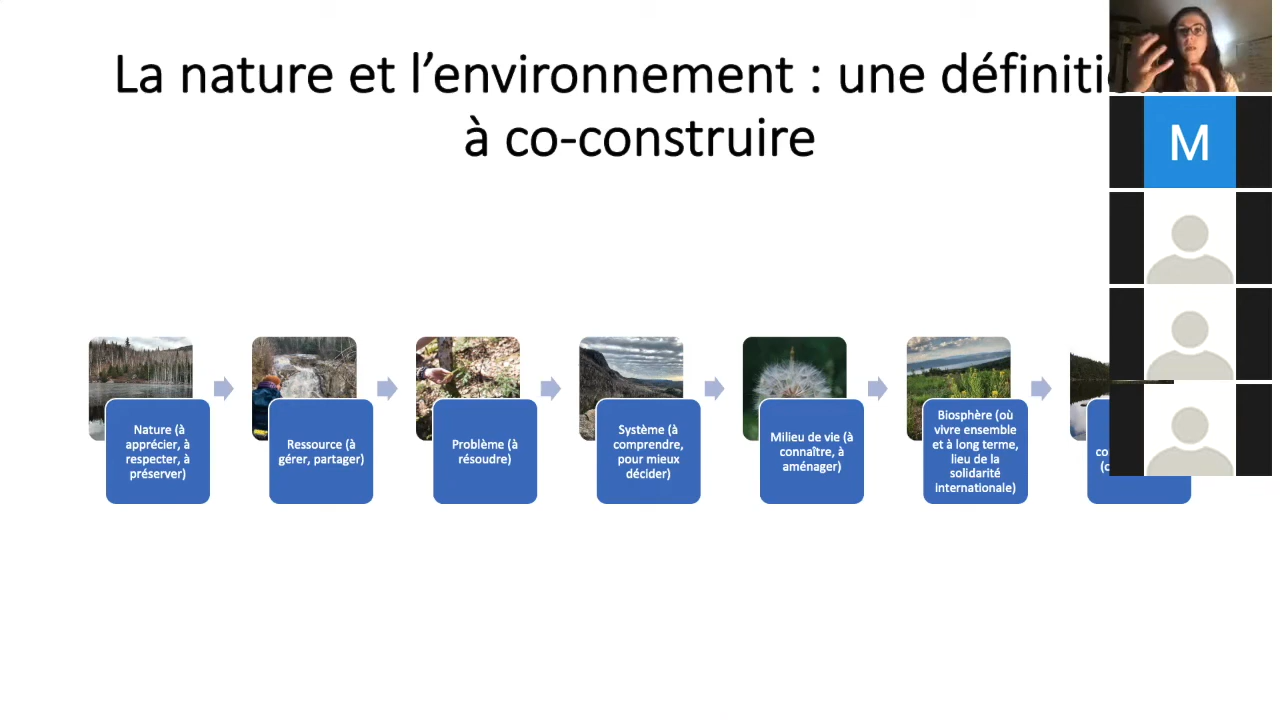 La nature et l’environnement : une
à co-construire
M
Nature (à
apprécier, à
respecter, à
préserver)
Ressource (à
gérer, partager)
Problème (à
résoudre)
Système (à
comprendre,
pour mieux
décider)
Milieu de vie (à
connaître, à
aménager)
Biosphère (où
vivre ensemble
et à long terme,
lieu de la
solidarité
internationale)